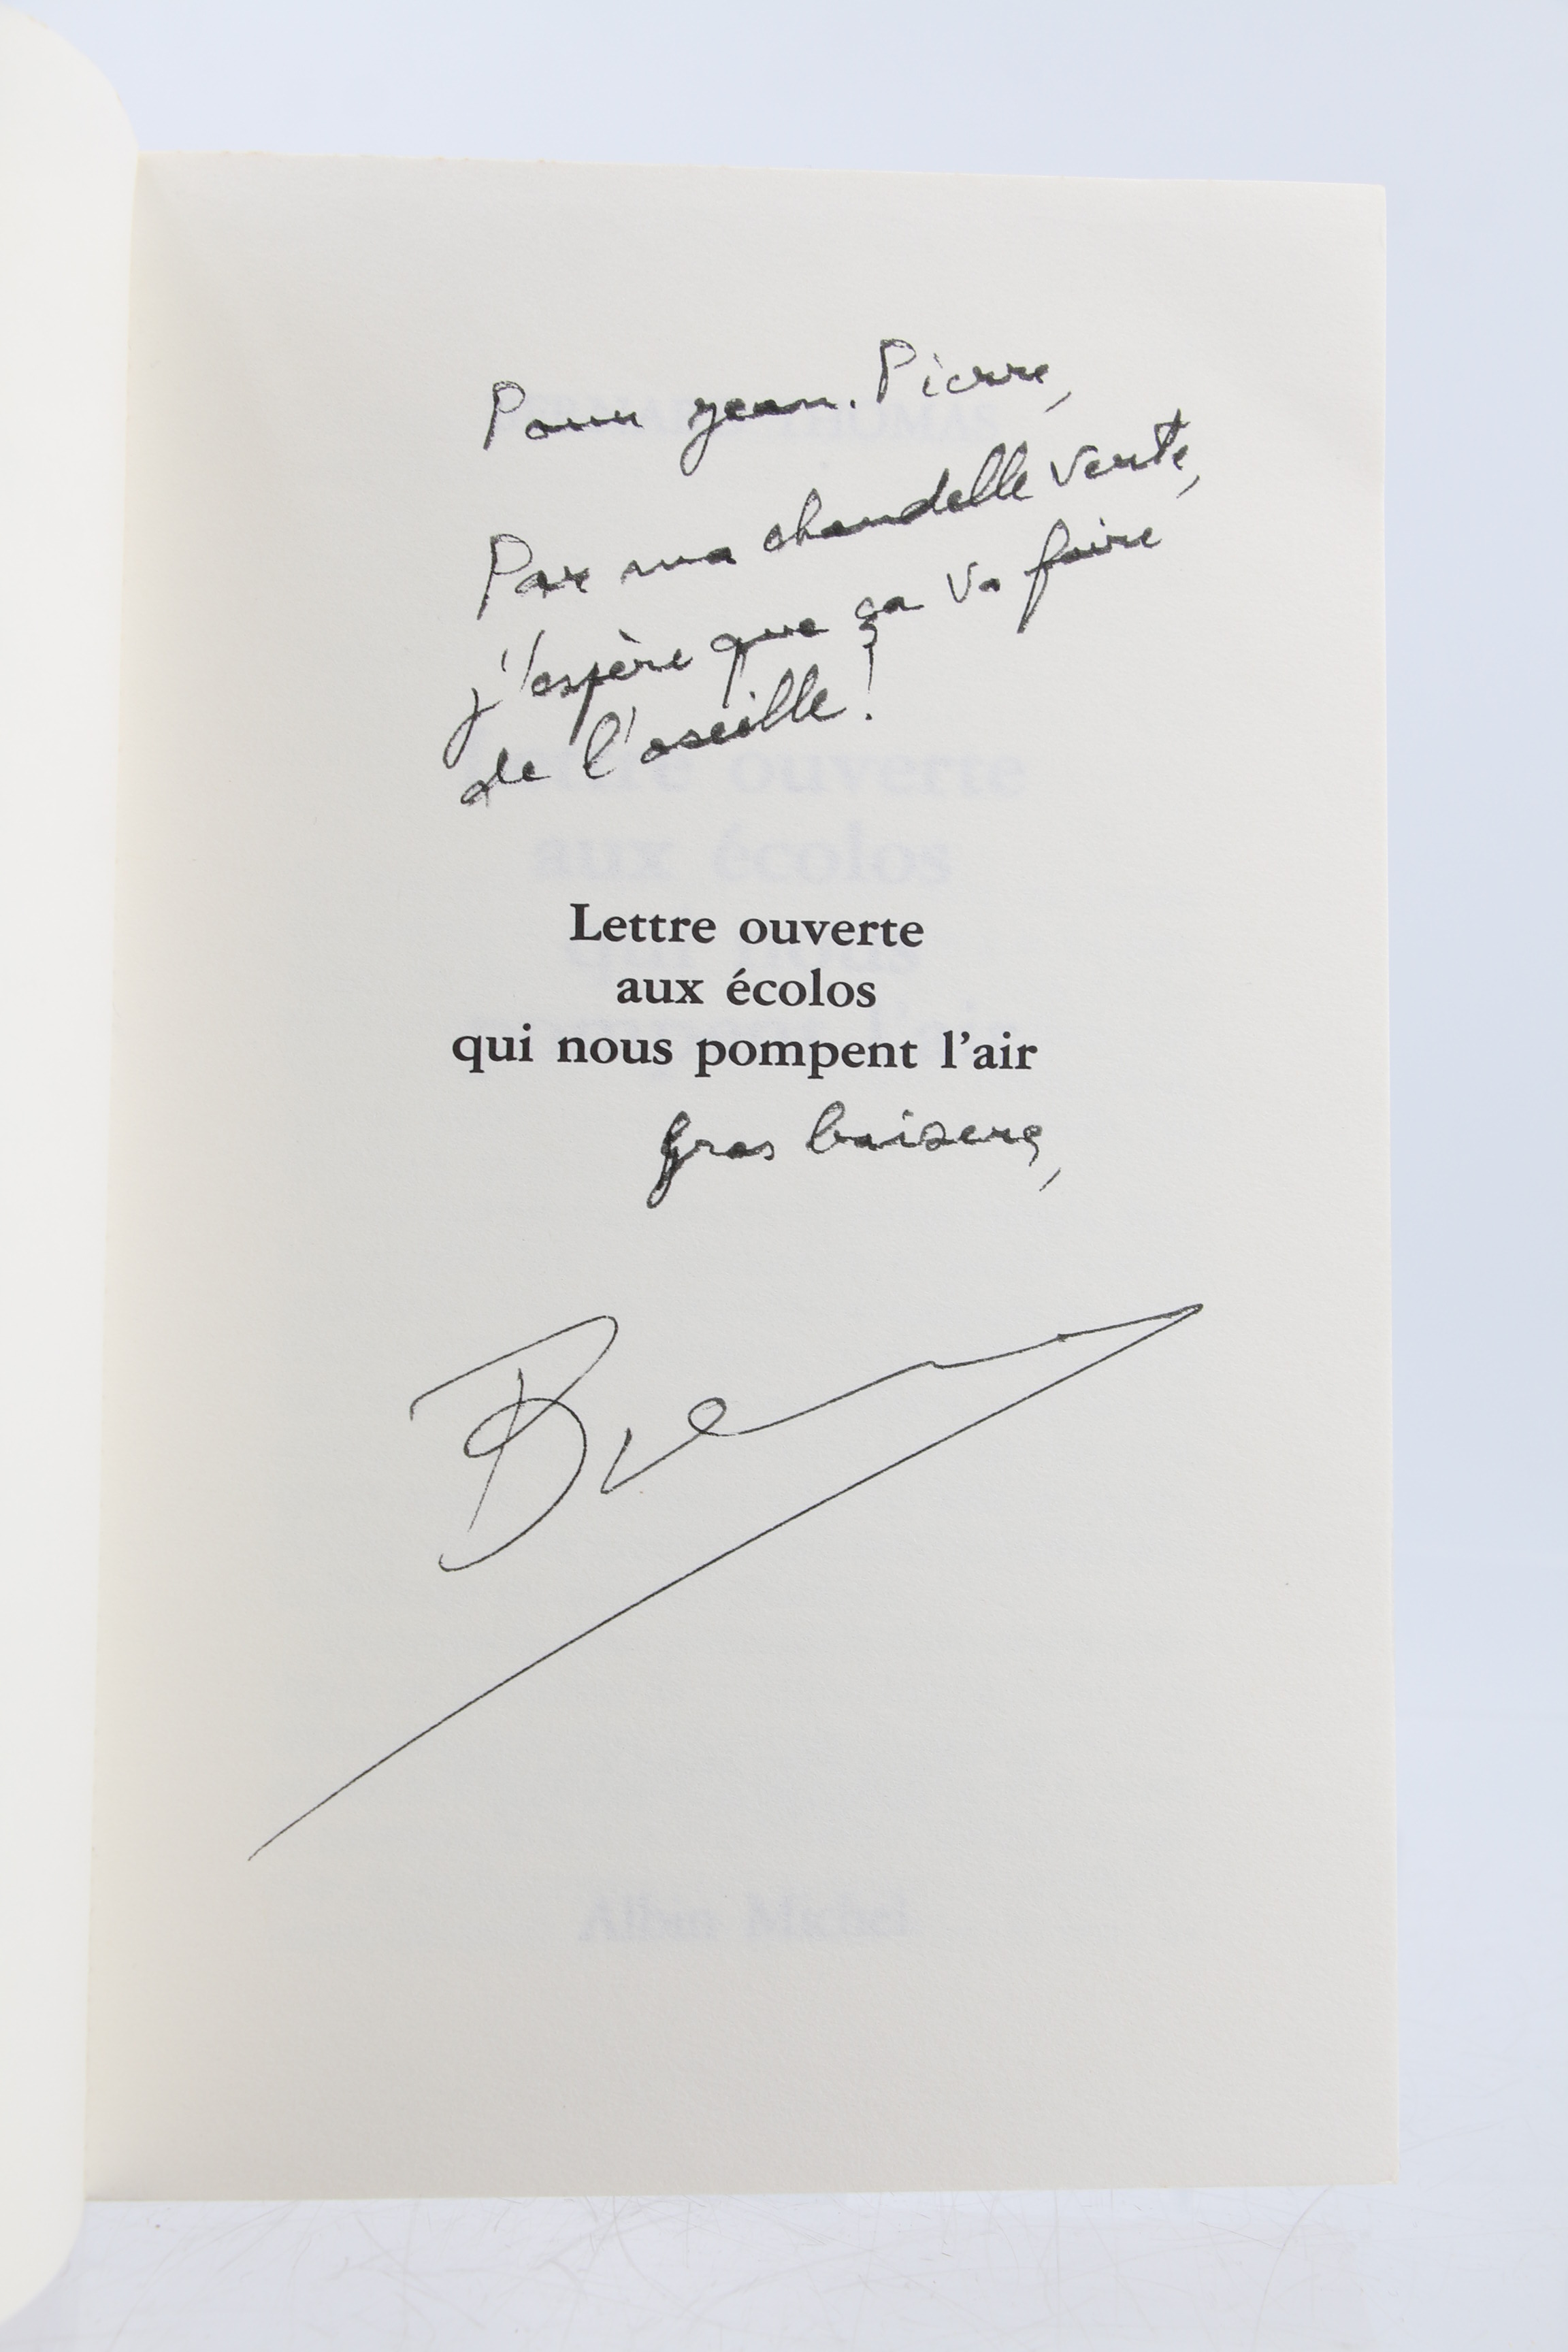 Pour Jean-Pierre,
Par ma chandelle verte,
j'espère que ça va faire
de l'oseille !
Lettre ouverte
aux écolos
qui nous pompent l'air
Gros baisers,